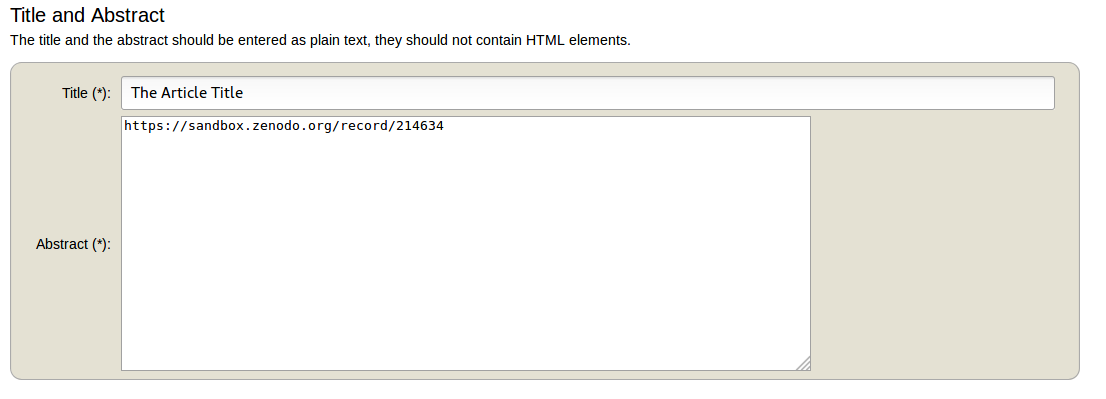 Title and Abstract
The title and the abstract should be entered as plain text, they should not contain HTML elements.
Title (*): The Article Title
https://sandbox.zenodo.org/record/214634
Abstract (*):